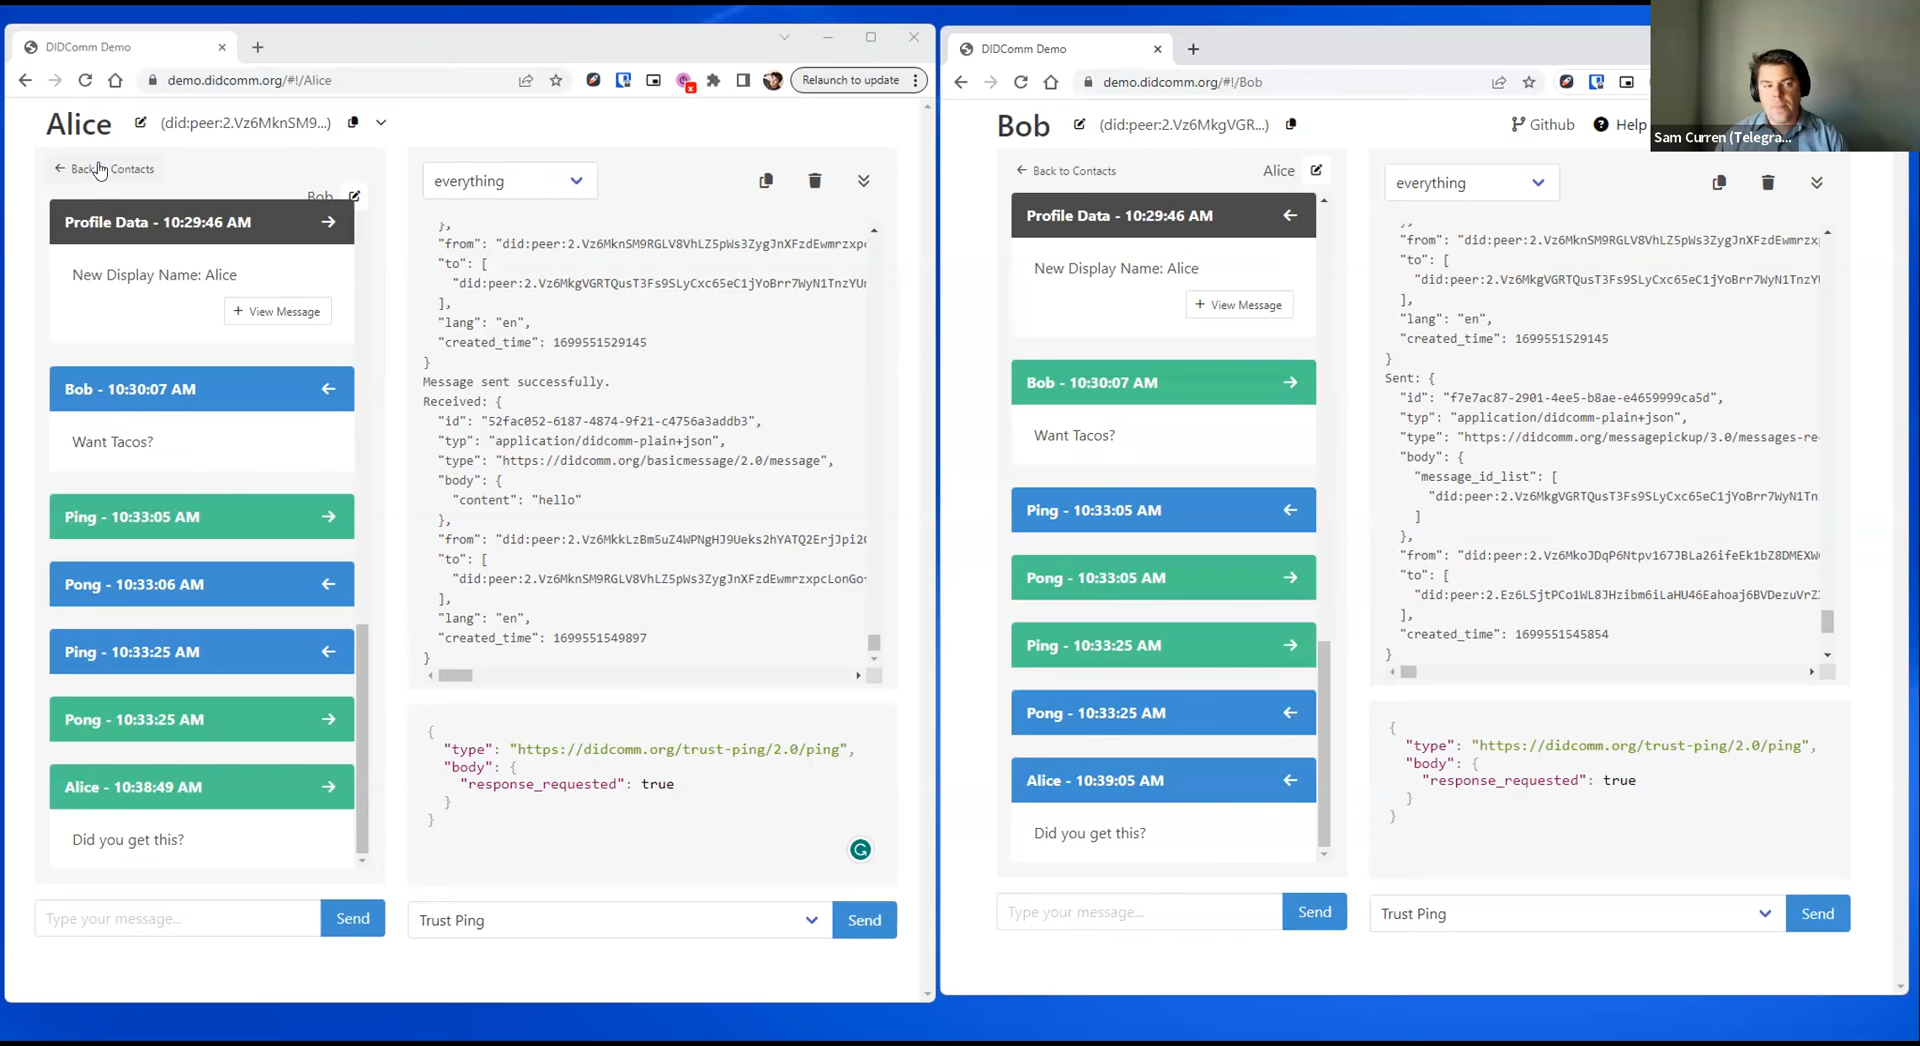 DIDComm Demo
demo.didcomm.org/#!/Alice
Relaunch to update
Alice
(did:peer:2.Vz6MknSM9...)
Back to Contacts
Bob
Profile Data - 10:29:46 AM
New Display Name: Alice
+ View Message
Bob - 10:30:07 AM
Want Tacos?
Ping - 10:33:05 AM
Pong - 10:33:06 AM
Ping - 10:33:25 AM
Pong - 10:33:25 AM
Alice - 10:38:49 AM
Did you get this?
Type your message...
Send
everything
},
"from": "did:peer:2.Vz6MknSM9RGLV8VhLZ5pWs3ZygJnXFzdEwmrzxpc
"to": [
"did:peer:2.Vz6MkgVGRTQusT3Fs9SLyCxc65eC1jYoBrr7WyN1TnzYUn
],
"lang": "en",
"created_time": 1699551529145
}
Message sent successfully.
Received: {
"id": "52fac052-6187-4874-9f21-c4756a3addb3",
"typ": "application/didcomm-plain+json",
"type": "https://didcomm.org/basicmessage/2.0/message",
"body": {
"content": "hello"
},
"from": "did:peer:2.Vz6MkkLzBm5uZ4WPNgHJ9Ueks2hYATQ2ErjJpi2
"to": [
"did:peer:2.Vz6MknSM9RGLV8VhLZ5pWs3ZygJnXFzdEwmrzxpcLonGo
],
"lang": "en",
"created_time": 1699551549897
}
{
"type": "https://didcomm.org/trust-ping/2.0/ping",
"body": {
"response_requested": true
}
}
Trust Ping
Send
DIDComm Demo
demo.didcomm.org/#!/Bob
Bob
(did:peer:2.Vz6MkgVGR...)
Github
Help
Sam Curren (Telegra...
Back to Contacts
Alice
Profile Data - 10:29:46 AM
New Display Name: Alice
+ View Message
Bob - 10:30:07 AM
Want Tacos?
Ping - 10:33:05 AM
Pong - 10:33:05 AM
Ping - 10:33:25 AM
Pong - 10:33:25 AM
Alice - 10:39:05 AM
Did you get this?
Type your message...
Send
everything
},
"from": "did:peer:2.Vz6MknSM9RGLV8VhLZ5pWs3ZygJnXFzdEwmrzx
"to": [
"did:peer:2.Vz6MkgVGRTQusT3Fs9SLyCxc65eC1jYoBrr7WyN1TnzY
],
"lang": "en",
"created_time": 1699551529145
}
Sent: {
"id": "f7e7ac87-2901-4ee5-b8ae-e4659999ca5d",
"typ": "application/didcomm-plain+json",
"type": "https://didcomm.org/messagepickup/3.0/messages-re
"body": {
"message_id_list": [
"did:peer:2.Vz6MkgVGRTQusT3Fs9SLyCxc65eC1jYoBrr7WyN1Tn
]
},
"from": "did:peer:2.Vz6MkoJDqP6Ntpv167JBLa26ifeEk1bZ8DMEXW
"to": [
"did:peer:2.Ez6LSjtPCo1WL8JHzibm6iLaHU46Eahoaj6BVDezuVrZ
],
"created_time": 1699551545854
}
{
"type": "https://didcomm.org/trust-ping/2.0/ping",
"body": {
"response_requested": true
}
}
Trust Ping
Send